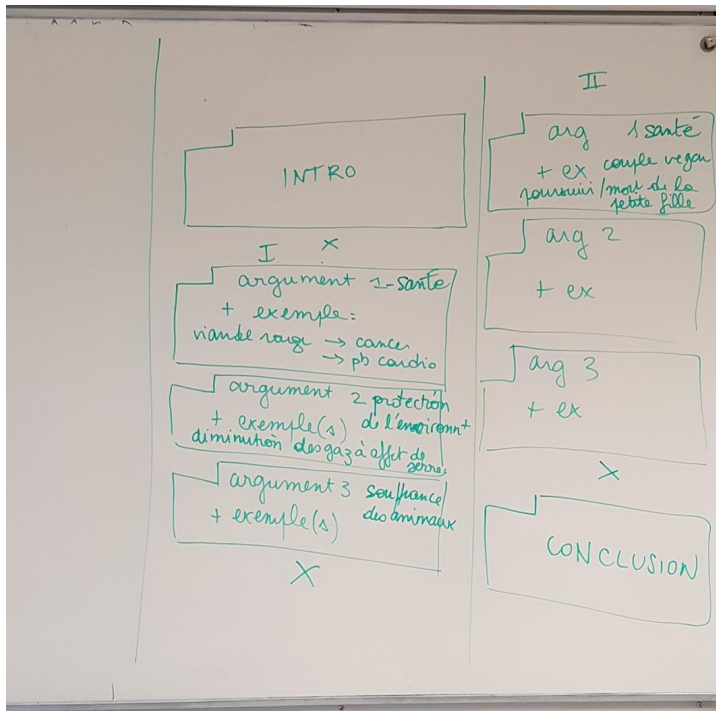 INTRO
I
X
argument 1-santé
+ exemple:
viande rouge → cancer
→ pb cardio
argument 2 protection
+ exemple(s) de l'environnt
diminution des gaz à effet de
serre
argument 3 souffrance
+ exemple(s) des animaux
X
II
arg 1 santé
+ ex couple vegan
poursuivi/mort de la
petite fille
arg 2
+ ex
arg 3
+ ex
X
CONCLUSION